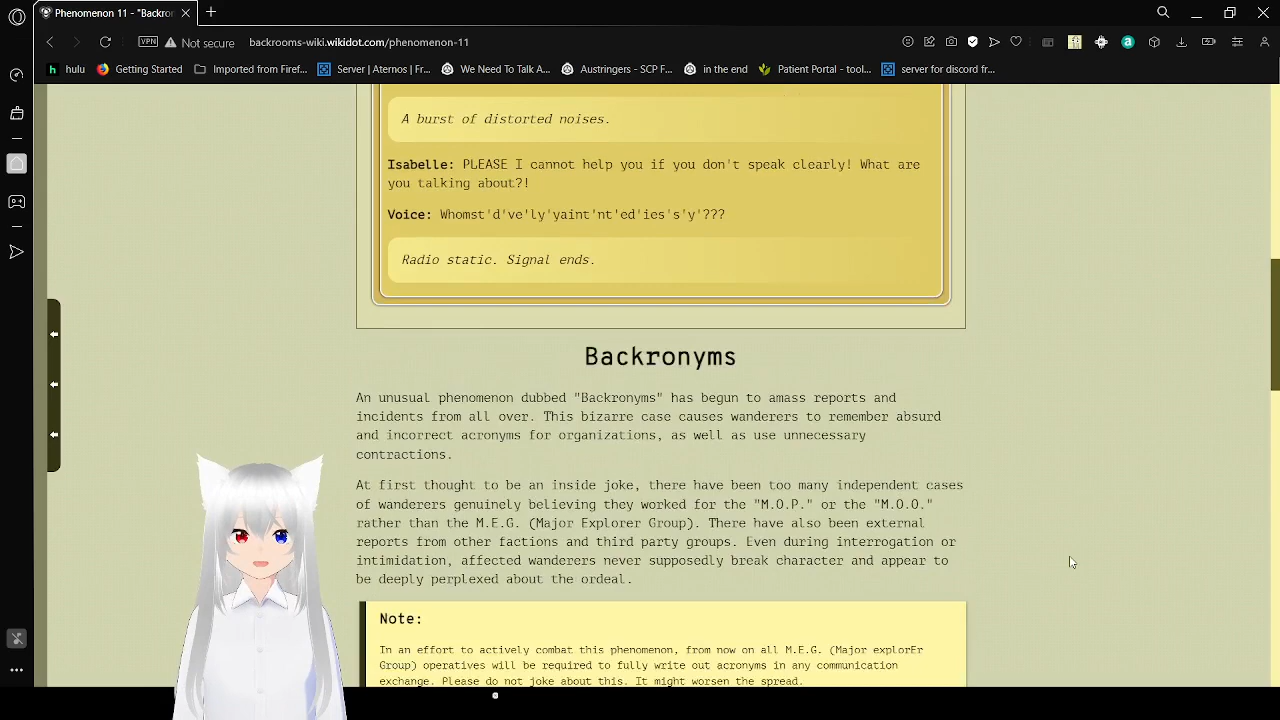 Phenomenon 11 - "Backror
VPN
Not secure
backrooms-wiki.wikidot.com/phenomenon-11
hulu
Getting Started
Imported from Firef...
Server | Aternos | Fr...
We Need To Talk A...
Austringers - SCP F...
in the end
Patient Portal - tool...
server for discord fr...
A burst of distorted noises.
Isabelle: PLEASE I cannot help you if you don't speak clearly! What are
you talking about?!
Voice: Whomst'd've'ly'yaint'nt'ed'ies's'y'???
Radio static. Signal ends.
Backronyms
An unusual phenomenon dubbed "Backronyms" has begun to amass reports and
incidents from all over. This bizarre case causes wanderers to remember absurd
and incorrect acronyms for organizations, as well as use unnecessary
contractions.
At first thought to be an inside joke, there have been too many independent cases
of wanderers genuinely believing they worked for the "M.O.P." or the "M.O.O."
rather than the M.E.G. (Major Explorer Group). There have also been external
reports from other factions and third party groups. Even during interrogation or
intimidation, affected wanderers never supposedly break character and appear to
be deeply perplexed about the ordeal.
Note:
In an effort to actively combat this phenomenon, from now on all M.E.G. (Major explorEr
Group) operatives will be required to fully write out acronyms in any communication
exchange. Please do not joke about this. It might worsen the spread.